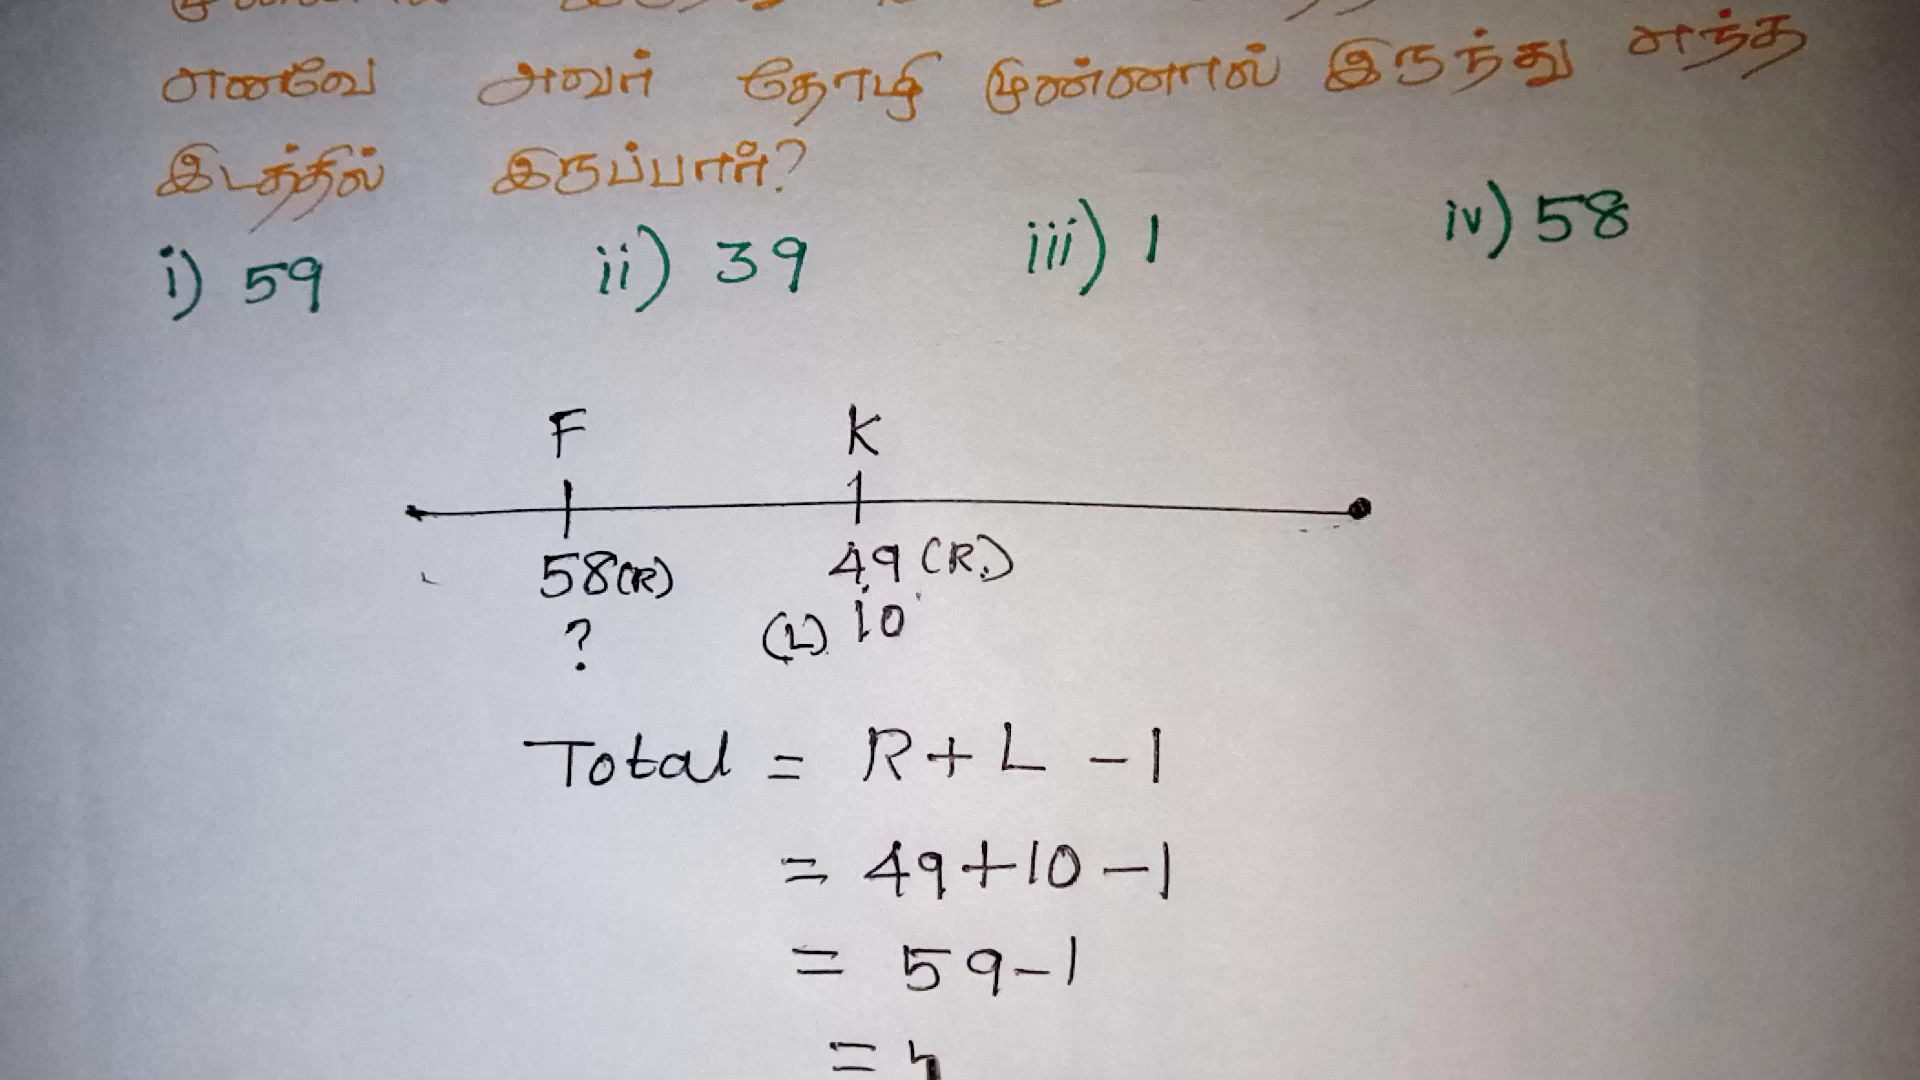 எனவே அவர் தோழி முன்னால் இருந்து எந்த
இடத்தில் இருப்பார்?
i) 59 ii) 39 iii) 1 iv) 58
F K
58(R) 49 (R)
? (L) 10
Total = R + L - 1
= 49 + 10 - 1
= 59 - 1
=